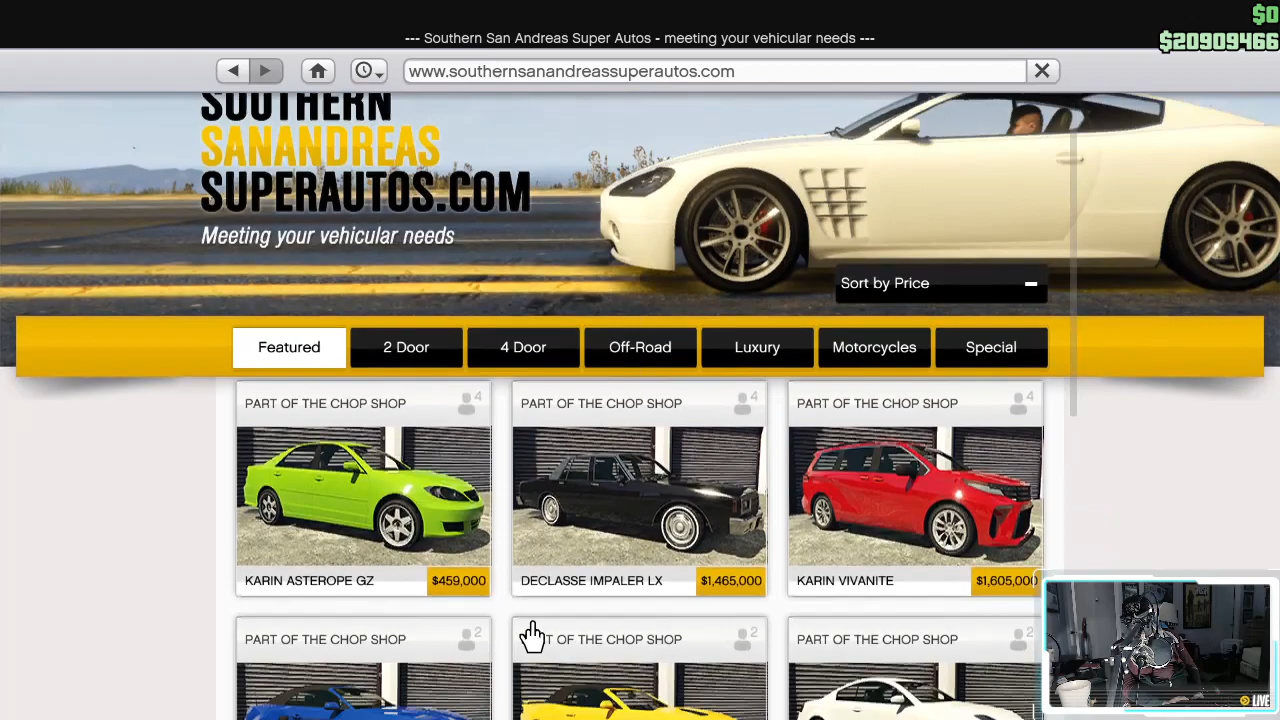 $0
--- Southern San Andreas Super Autos - meeting your vehicular needs ---
$20909466
www.southernsanandreassuperautos.com
SOUTHERN
SANANDREAS
SUPERAUTOS.COM
Meeting your vehicular needs
Sort by Price
Featured 2 Door 4 Door Off-Road Luxury Motorcycles Special
PART OF THE CHOP SHOP 4 PART OF THE CHOP SHOP 4 PART OF THE CHOP SHOP 4
KARIN ASTEROPE GZ $459,000 DECLASSE IMPALER LX $1,465,000 KARIN VIVANITE $1,605,000
PART OF THE CHOP SHOP 2 OF THE CHOP SHOP 2 PART OF THE CHOP SHOP 2
LIVE